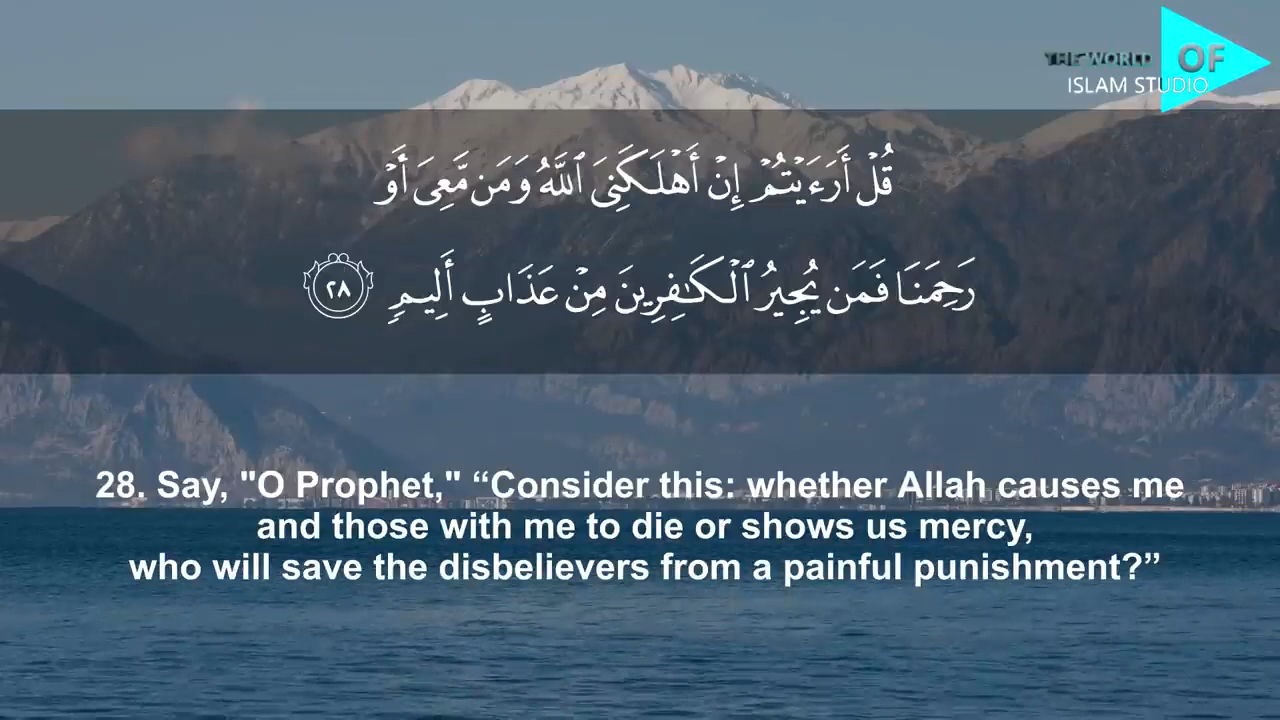 THE WORLD OF
ISLAM STUDIO
قُلْ أَرَءَيْتُمْ إِنْ أَهْلَكَنِىَ ٱللَّهُ وَمَن مَّعِىَ أَوْ
رَحِمَنَا فَمَن يُجِيرُ ٱلْكَـٰفِرِينَ مِنْ عَذَابٍ أَلِيمٍ ٢٨
28. Say, "O Prophet," “Consider this: whether Allah causes me
and those with me to die or shows us mercy,
who will save the disbelievers from a painful punishment?”